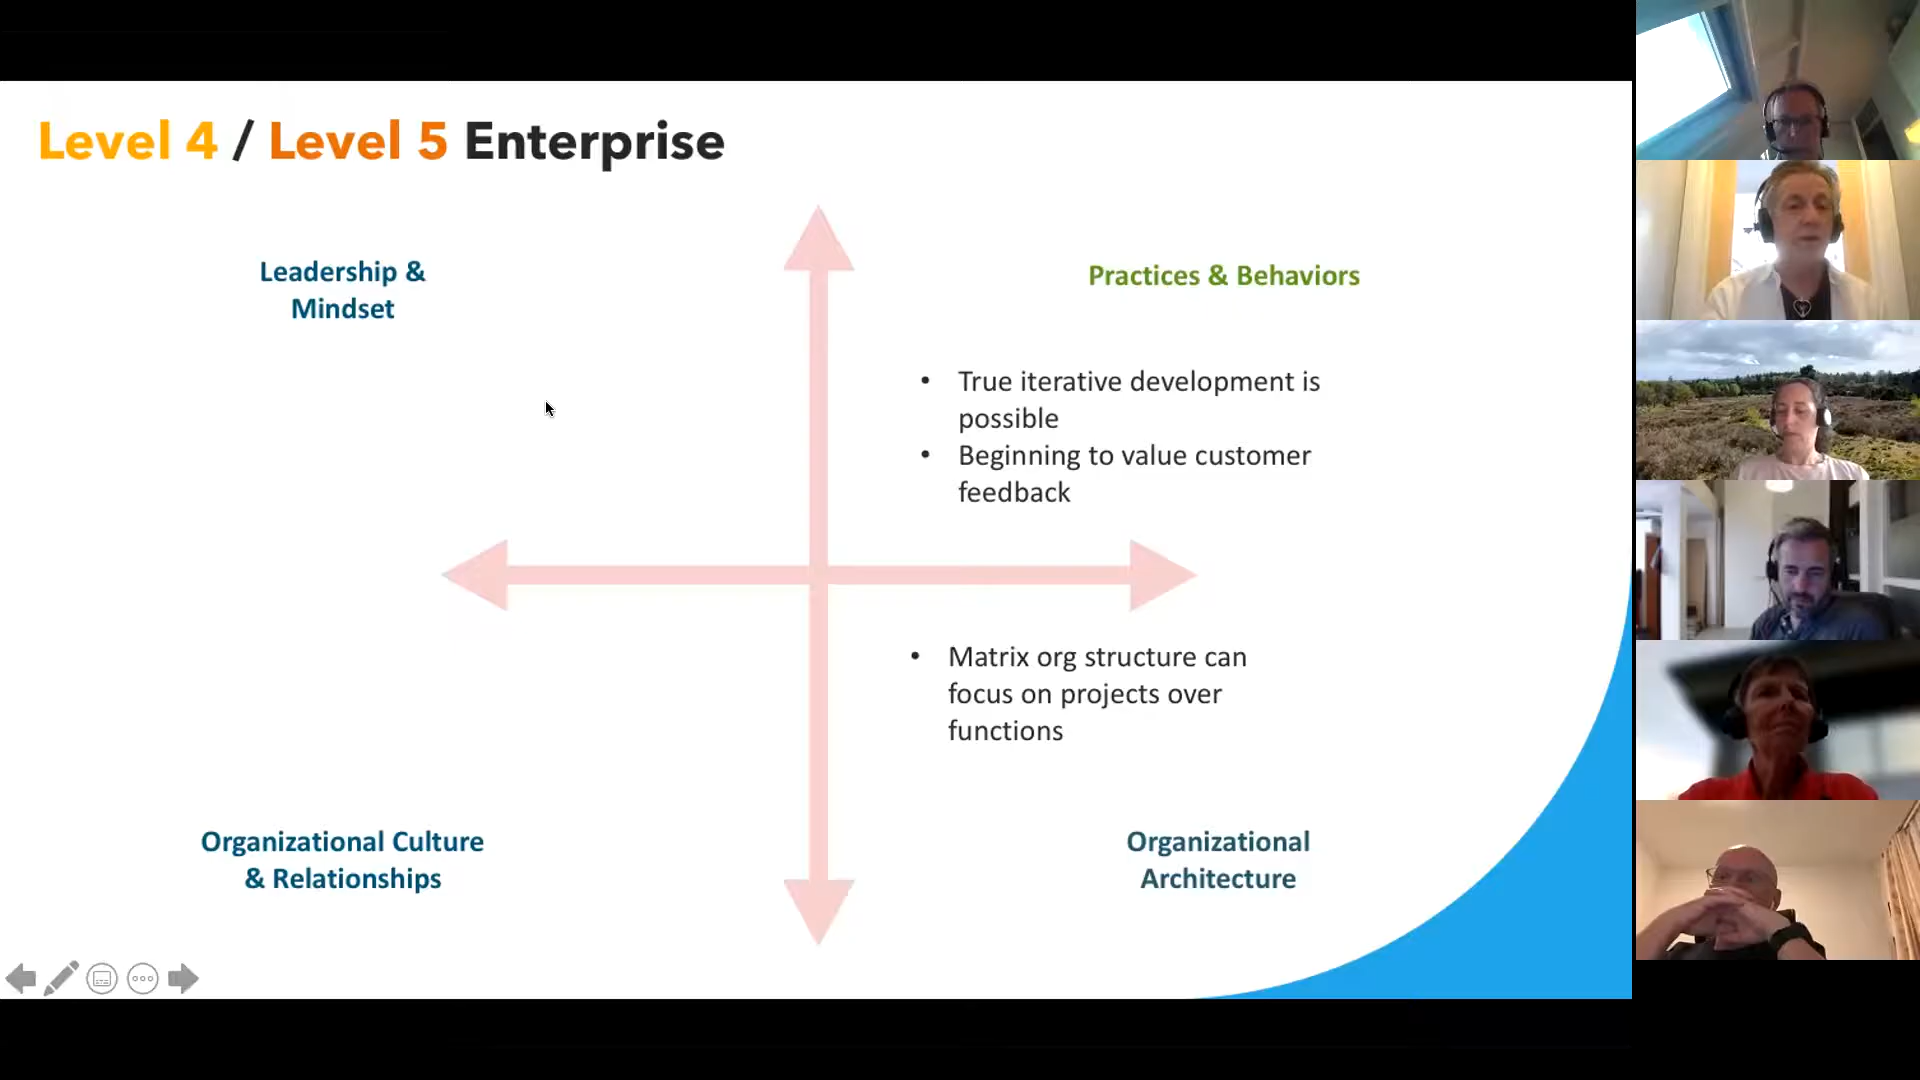 Level 4 / Level 5 Enterprise
Leadership &
Mindset
Practices & Behaviors
• True iterative development is
possible
• Beginning to value customer
feedback
• Matrix org structure can
focus on projects over
functions
Organizational Culture
& Relationships
Organizational
Architecture